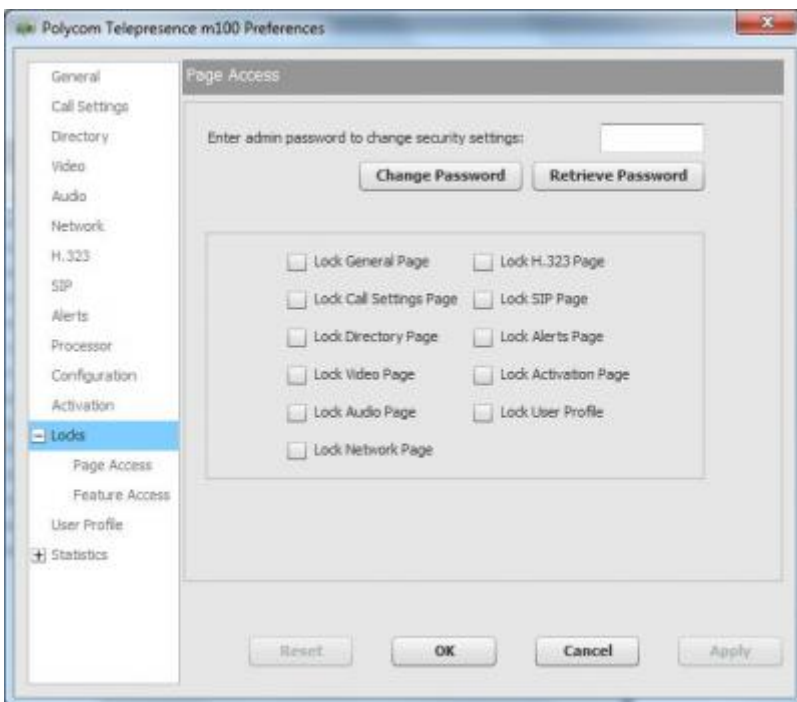 Polycom Telepresence m100 Preferences
General
Call Settings
Directory
Video
Audio
Network
H.323
SIP
Alerts
Processor
Configuration
Activation
Locks
Page Access
Feature Access
User Profile
Statistics
Page Access
Enter admin password to change security settings:
Change Password Retrieve Password
Lock General Page Lock H.323 Page
Lock Call Settings Page Lock SIP Page
Lock Directory Page Lock Alerts Page
Lock Video Page Lock Activation Page
Lock Audio Page Lock User Profile
Lock Network Page
Reset OK Cancel Apply